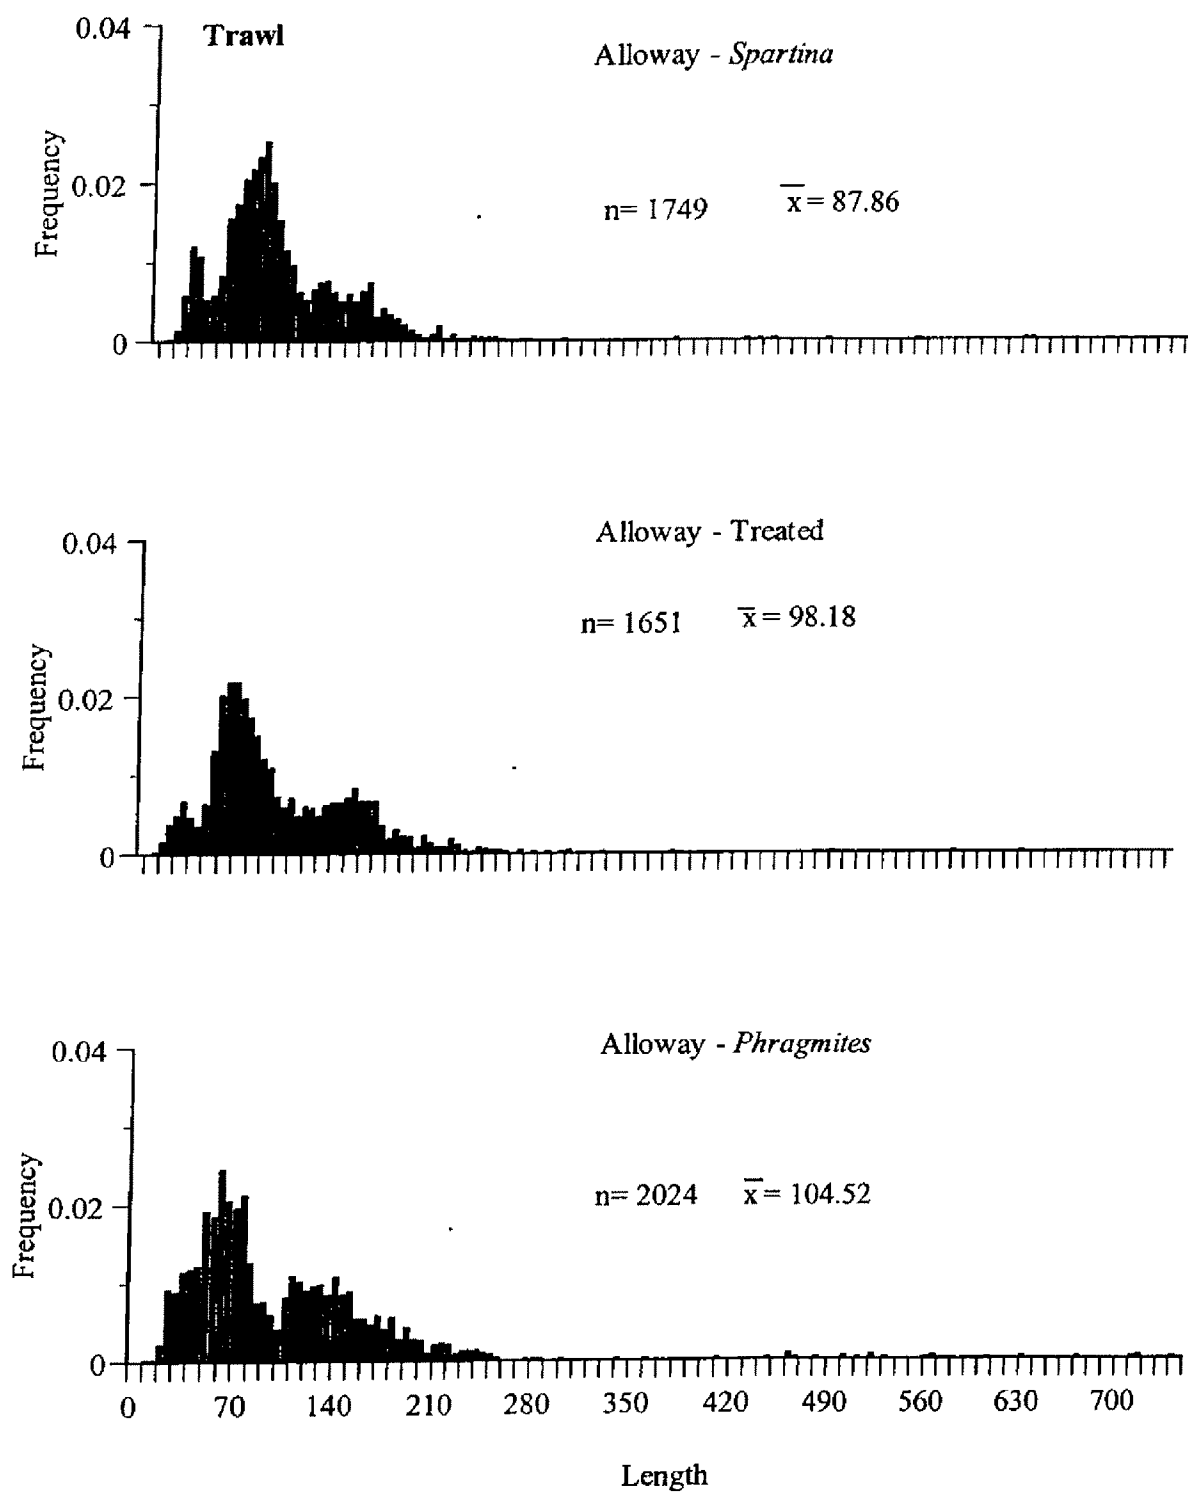 0.04
Trawl
Alloway - Spartina
Frequency
0.02
n= 1749 x̅= 87.86
0
Alloway - Treated
0.04
n= 1651 x̅= 98.18
Frequency
0.02
0
Alloway - Phragmites
0.04
n= 2024 x̅= 104.52
Frequency
0.02
0
0 70 140 210 280 350 420 490 560 630 700
Length